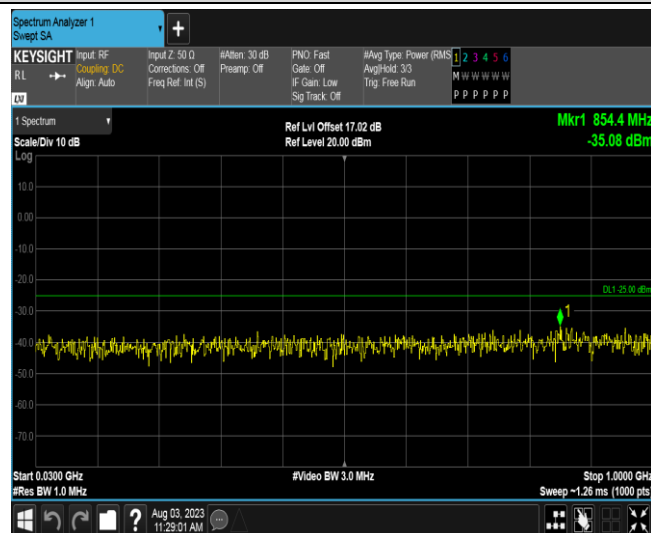 Spectrum Analyzer 1
Swept SA
+
KEYSIGHT
RL
LXI
Input: RF
Coupling: DC
Align: Auto
Input Z: 50 Ω
Corrections: Off
Freq Ref: Int (S)
#Atten: 30 dB
Preamp: Off
PNO: Fast
Gate: Off
IF Gain: Low
Sig Track: Off
#Avg Type: Power (RMS
Avg|Hold: 3/3
Trig: Free Run
1 2 3 4 5 6
M W W W W W
P P P P P P
1 Spectrum
Scale/Div 10 dB
Log
Ref Lvl Offset 17.02 dB
Ref Level 20.00 dBm
Mkr1 854.4 MHz
-35.08 dBm
10.0
0.00
-10.0
-20.0
DL1 -25.00 dBm
-30.0
1
-40.0
-50.0
-60.0
-70.0
Start 0.0300 GHz
#Res BW 1.0 MHz
#Video BW 3.0 MHz
Stop 1.0000 GHz
Sweep ~1.26 ms (1000 pts)
?
Aug 03, 2023
11:29:01 AM